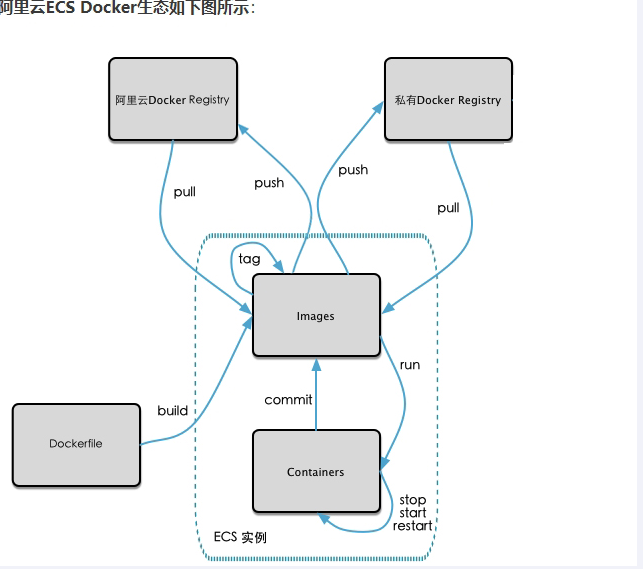 阿里云ECS Docker生态如下图所示：
阿里云Docker Registry
私有Docker Registry
pull
push
push
pull
tag
Images
run
build
commit
Dockerfile
Containers
stop
start
restart
ECS 实例